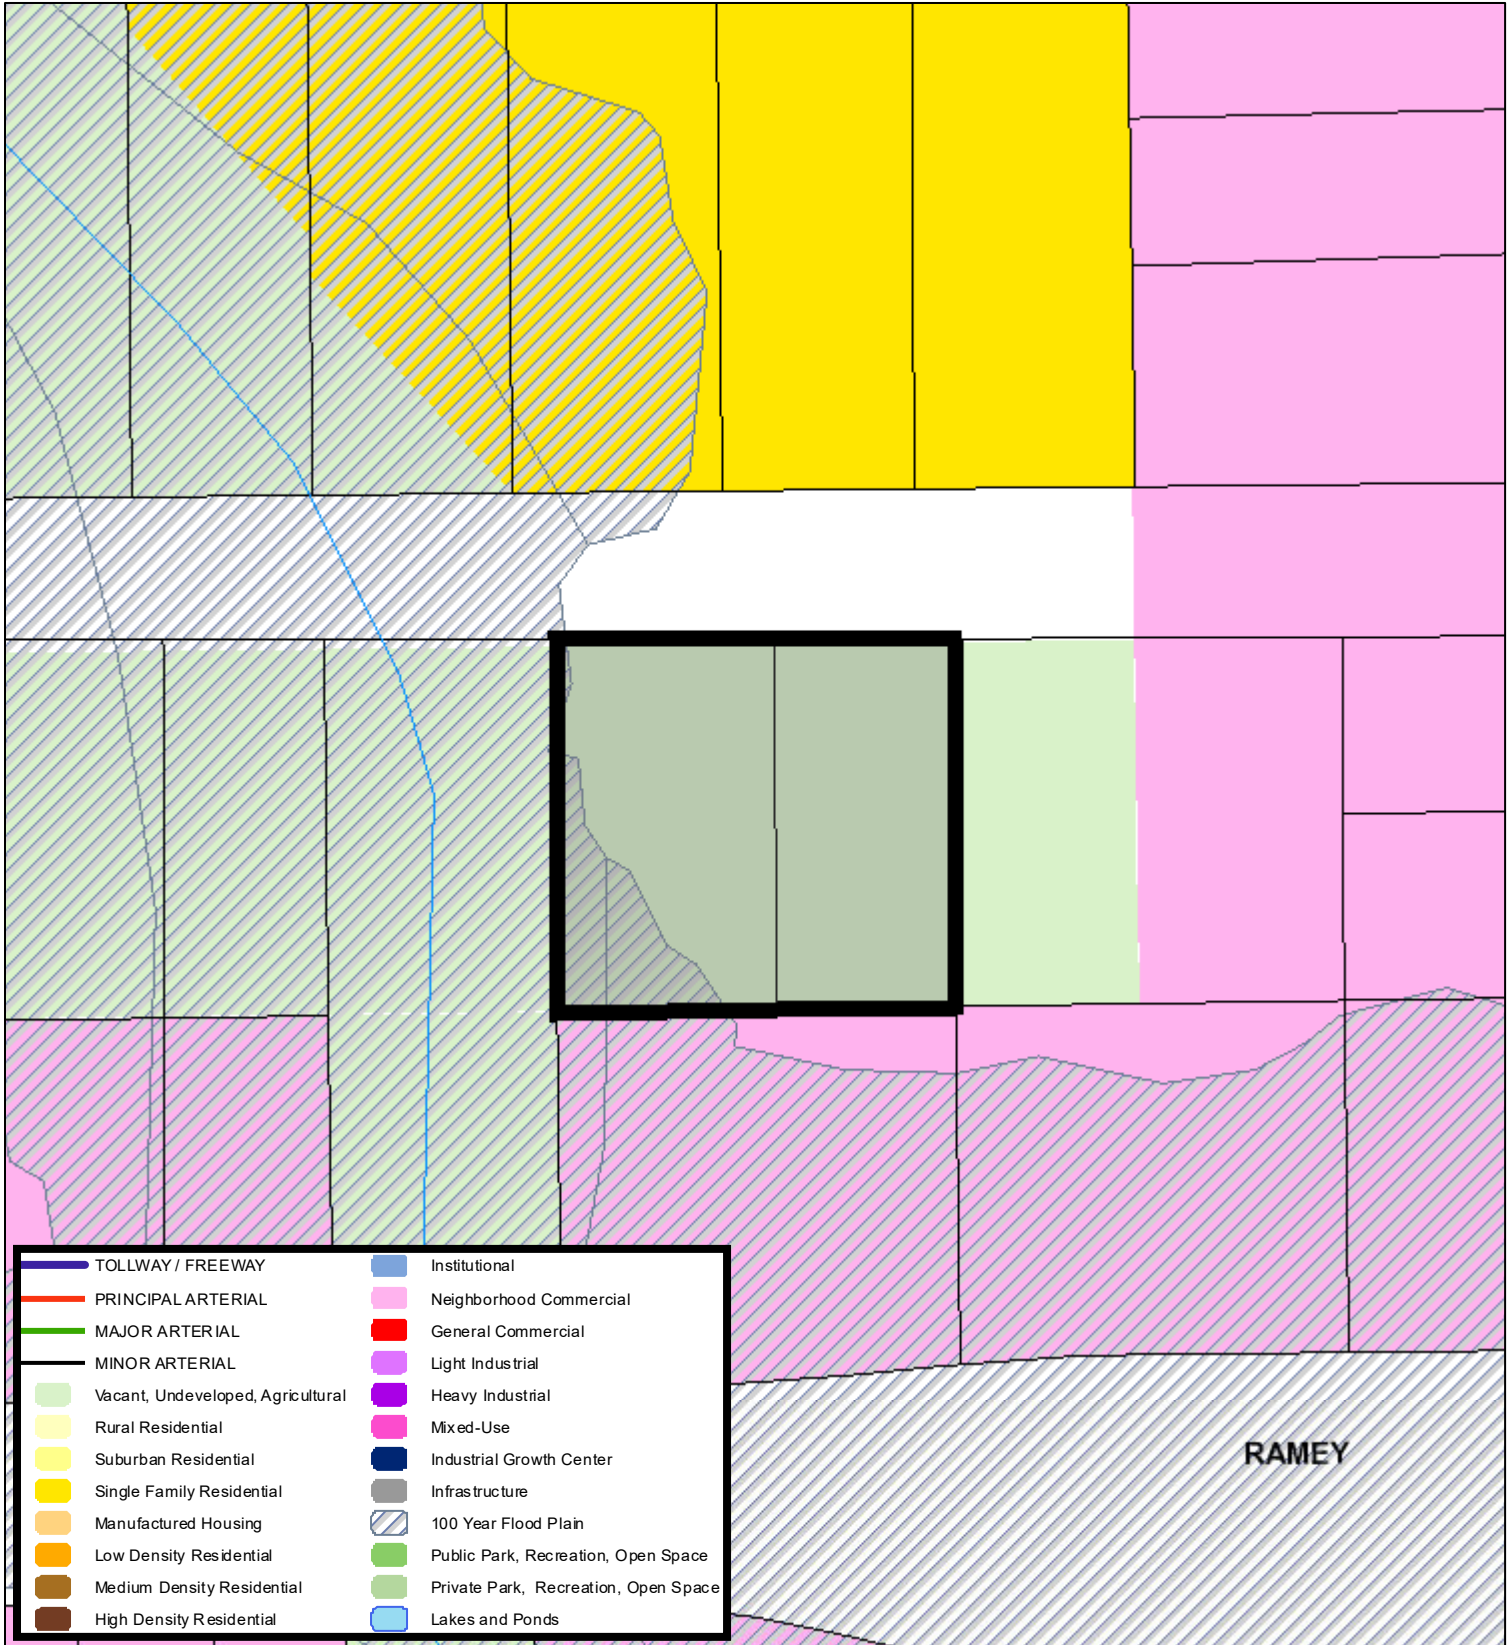 RAMEY
TOLLWAY / FREEWAY
PRINCIPAL ARTERIAL
MAJOR ARTERIAL
MINOR ARTERIAL
Vacant, Undeveloped, Agricultural
Rural Residential
Suburban Residential
Single Family Residential
Manufactured Housing
Low Density Residential
Medium Density Residential
High Density Residential
Institutional
Neighborhood Commercial
General Commercial
Light Industrial
Heavy Industrial
Mixed-Use
Industrial Growth Center
Infrastructure
100 Year Flood Plain
Public Park, Recreation, Open Space
Private Park, Recreation, Open Space
Lakes and Ponds